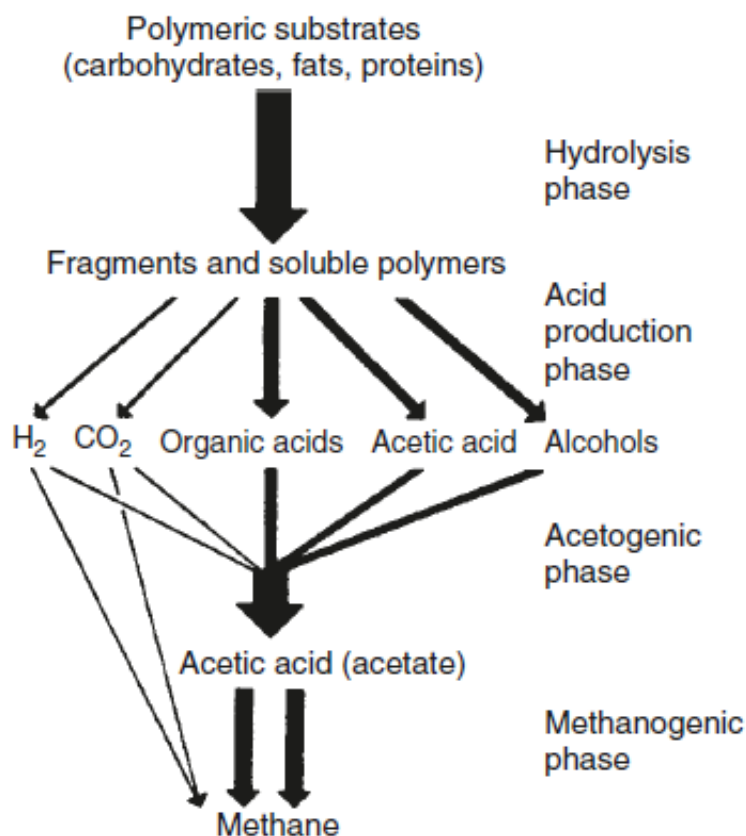 Polymeric substrates
(carbohydrates, fats, proteins)
Hydrolysis
phase
Fragments and soluble polymers
Acid
production
phase
H₂ CO₂ Organic acids Acetic acid Alcohols
Acetogenic
phase
Acetic acid (acetate)
Methanogenic
phase
Methane